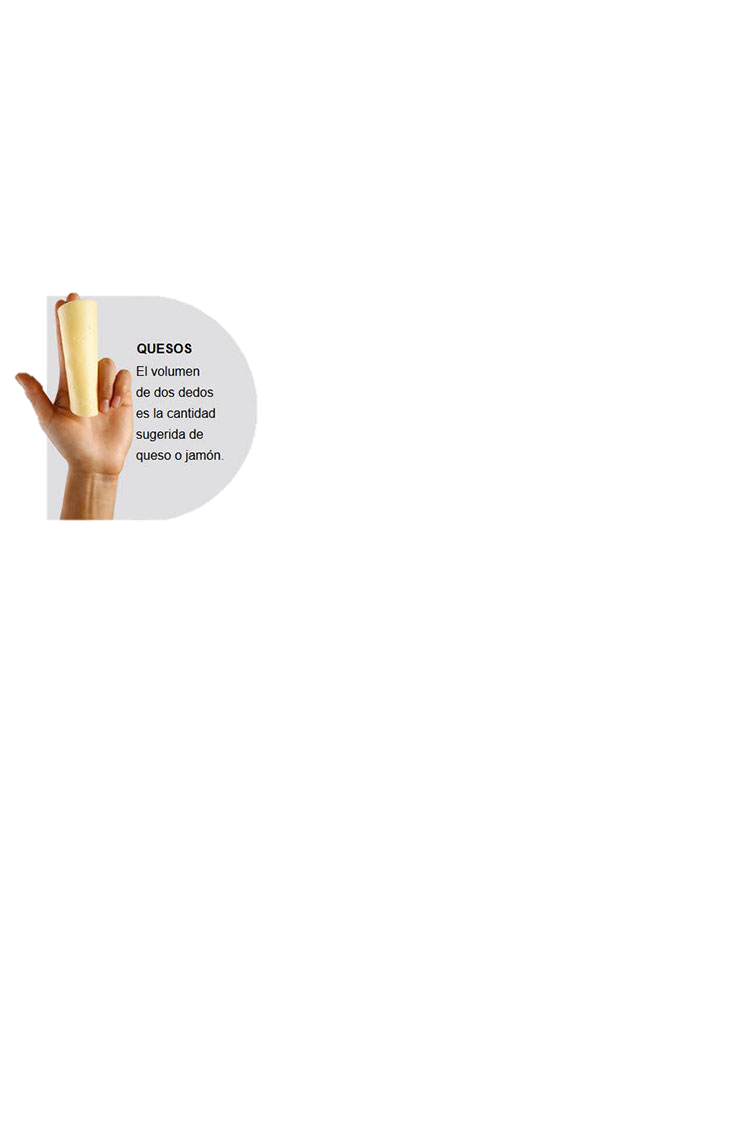 QUESOS
El volumen
de dos dedos
es la cantidad
sugerida de
queso o jamón.